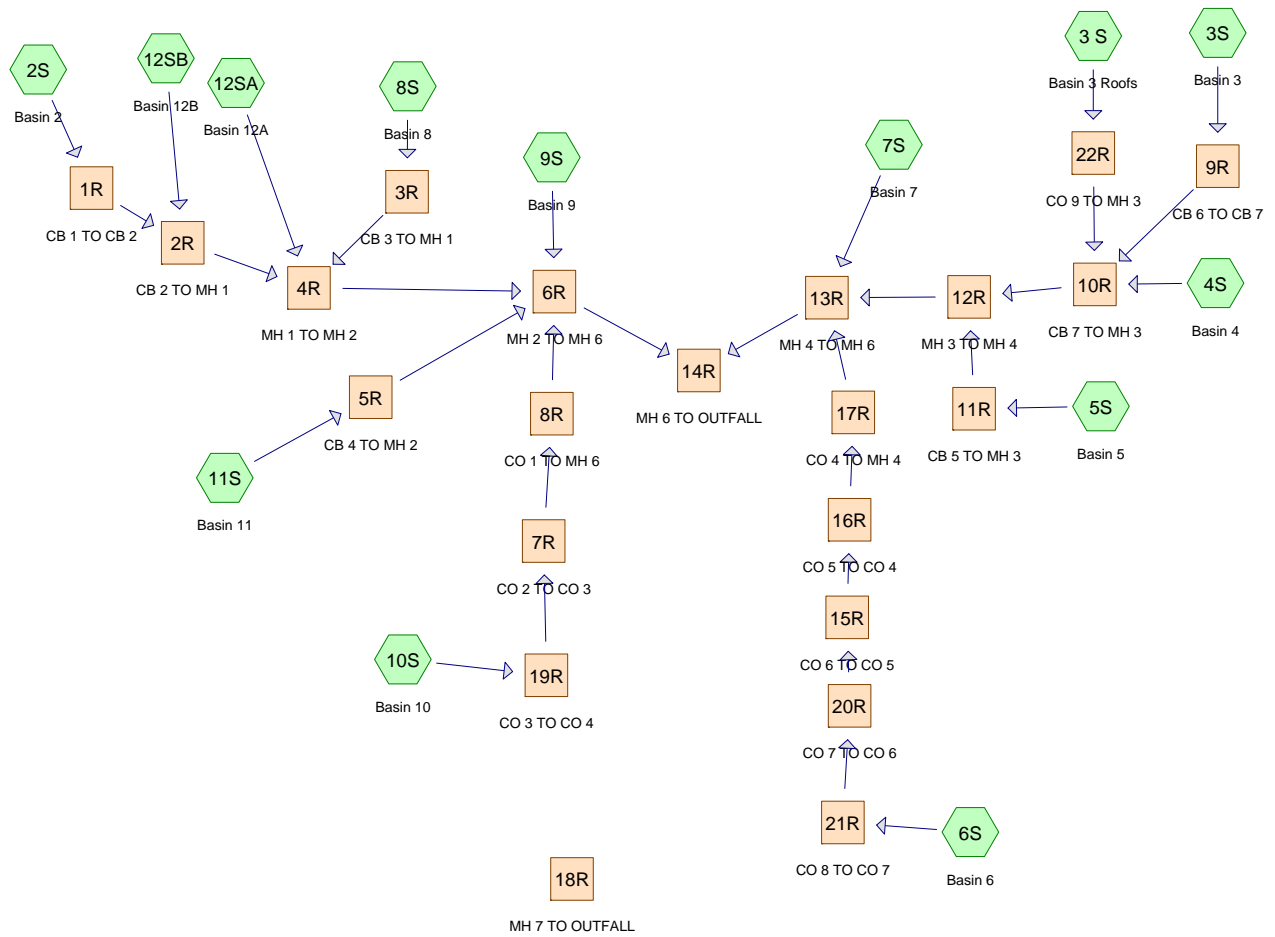 2S
Basin 2
12SB
Basin 12B
12SA
Basin 12A
8S
Basin 8
9S
Basin 9
7S
Basin 7
3 S
Basin 3 Roofs
3S
Basin 3
1R
CB 1 TO CB 2
2R
CB 2 TO MH 1
3R
CB 3 TO MH 1
4R
MH 1 TO MH 2
6R
MH 2 TO MH 6
22R
CO 9 TO MH 3
9R
CB 6 TO CB 7
13R
MH 4 TO MH 6
12R
MH 3 TO MH 4
10R
CB 7 TO MH 3
4S
Basin 4
14R
MH 6 TO OUTFALL
5R
CB 4 TO MH 2
8R
CO 1 TO MH 6
17R
CO 4 TO MH 4
11R
CB 5 TO MH 3
5S
Basin 5
11S
Basin 11
7R
CO 2 TO CO 3
16R
CO 5 TO CO 4
15R
CO 6 TO CO 5
10S
Basin 10
19R
CO 3 TO CO 4
20R
CO 7 TO CO 6
21R
CO 8 TO CO 7
6S
Basin 6
18R
MH 7 TO OUTFALL